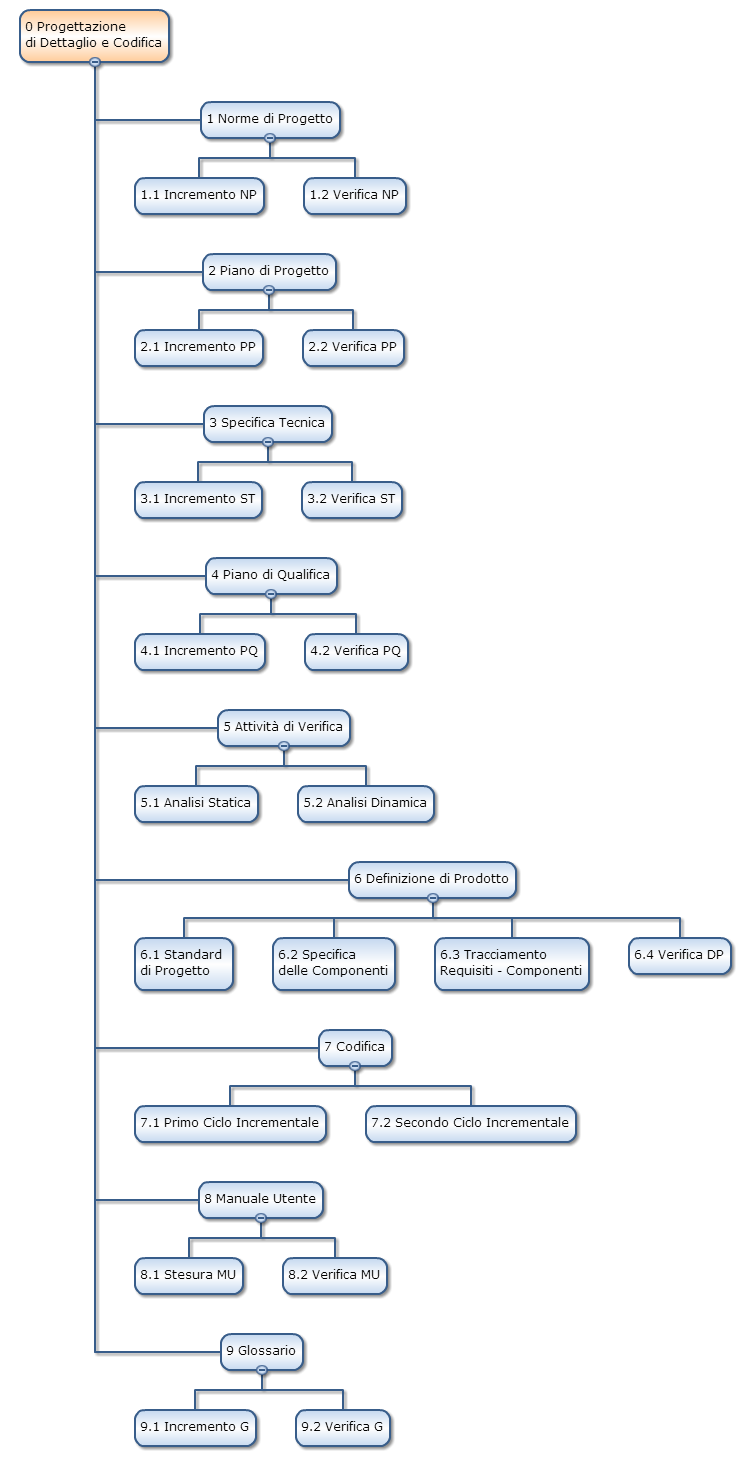 0 Progettazione
di Dettaglio e Codifica
1 Norme di Progetto
1.1 Incremento NP
1.2 Verifica NP
2 Piano di Progetto
2.1 Incremento PP
2.2 Verifica PP
3 Specifica Tecnica
3.1 Incremento ST
3.2 Verifica ST
4 Piano di Qualifica
4.1 Incremento PQ
4.2 Verifica PQ
5 Attività di Verifica
5.1 Analisi Statica
5.2 Analisi Dinamica
6 Definizione di Prodotto
6.1 Standard
di Progetto
6.2 Specifica
delle Componenti
6.3 Tracciamento
Requisiti - Componenti
6.4 Verifica DP
7 Codifica
7.1 Primo Ciclo Incrementale
7.2 Secondo Ciclo Incrementale
8 Manuale Utente
8.1 Stesura MU
8.2 Verifica MU
9 Glossario
9.1 Incremento G
9.2 Verifica G